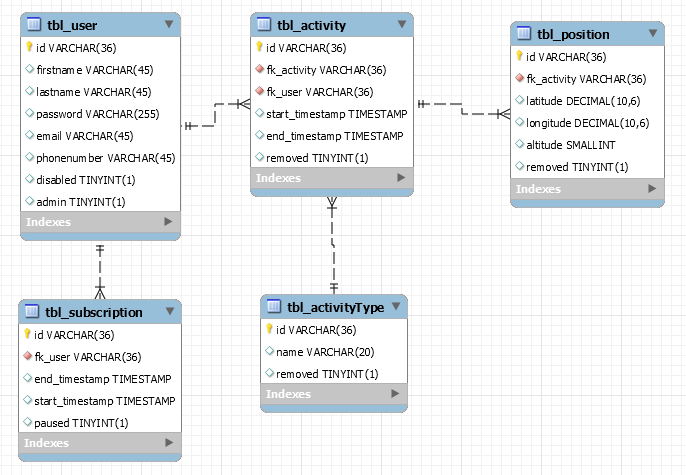 tbl_user
id VARCHAR(36)
firstname VARCHAR(45)
lastname VARCHAR(45)
password VARCHAR(255)
email VARCHAR(45)
phonenumber VARCHAR(45)
disabled TINYINT(1)
admin TINYINT(1)
Indexes
tbl_activity
id VARCHAR(36)
fk_activity VARCHAR(36)
fk_user VARCHAR(36)
start_timestamp TIMESTAMP
end_timestamp TIMESTAMP
removed TINYINT(1)
Indexes
tbl_position
id VARCHAR(36)
fk_activity VARCHAR(36)
latitude DECIMAL(10,6)
longitude DECIMAL(10,6)
altitude SMALLINT
removed TINYINT(1)
Indexes
tbl_subscription
id VARCHAR(36)
fk_user VARCHAR(36)
end_timestamp TIMESTAMP
start_timestamp TIMESTAMP
paused TINYINT(1)
Indexes
tbl_activityType
id VARCHAR(36)
name VARCHAR(20)
removed TINYINT(1)
Indexes